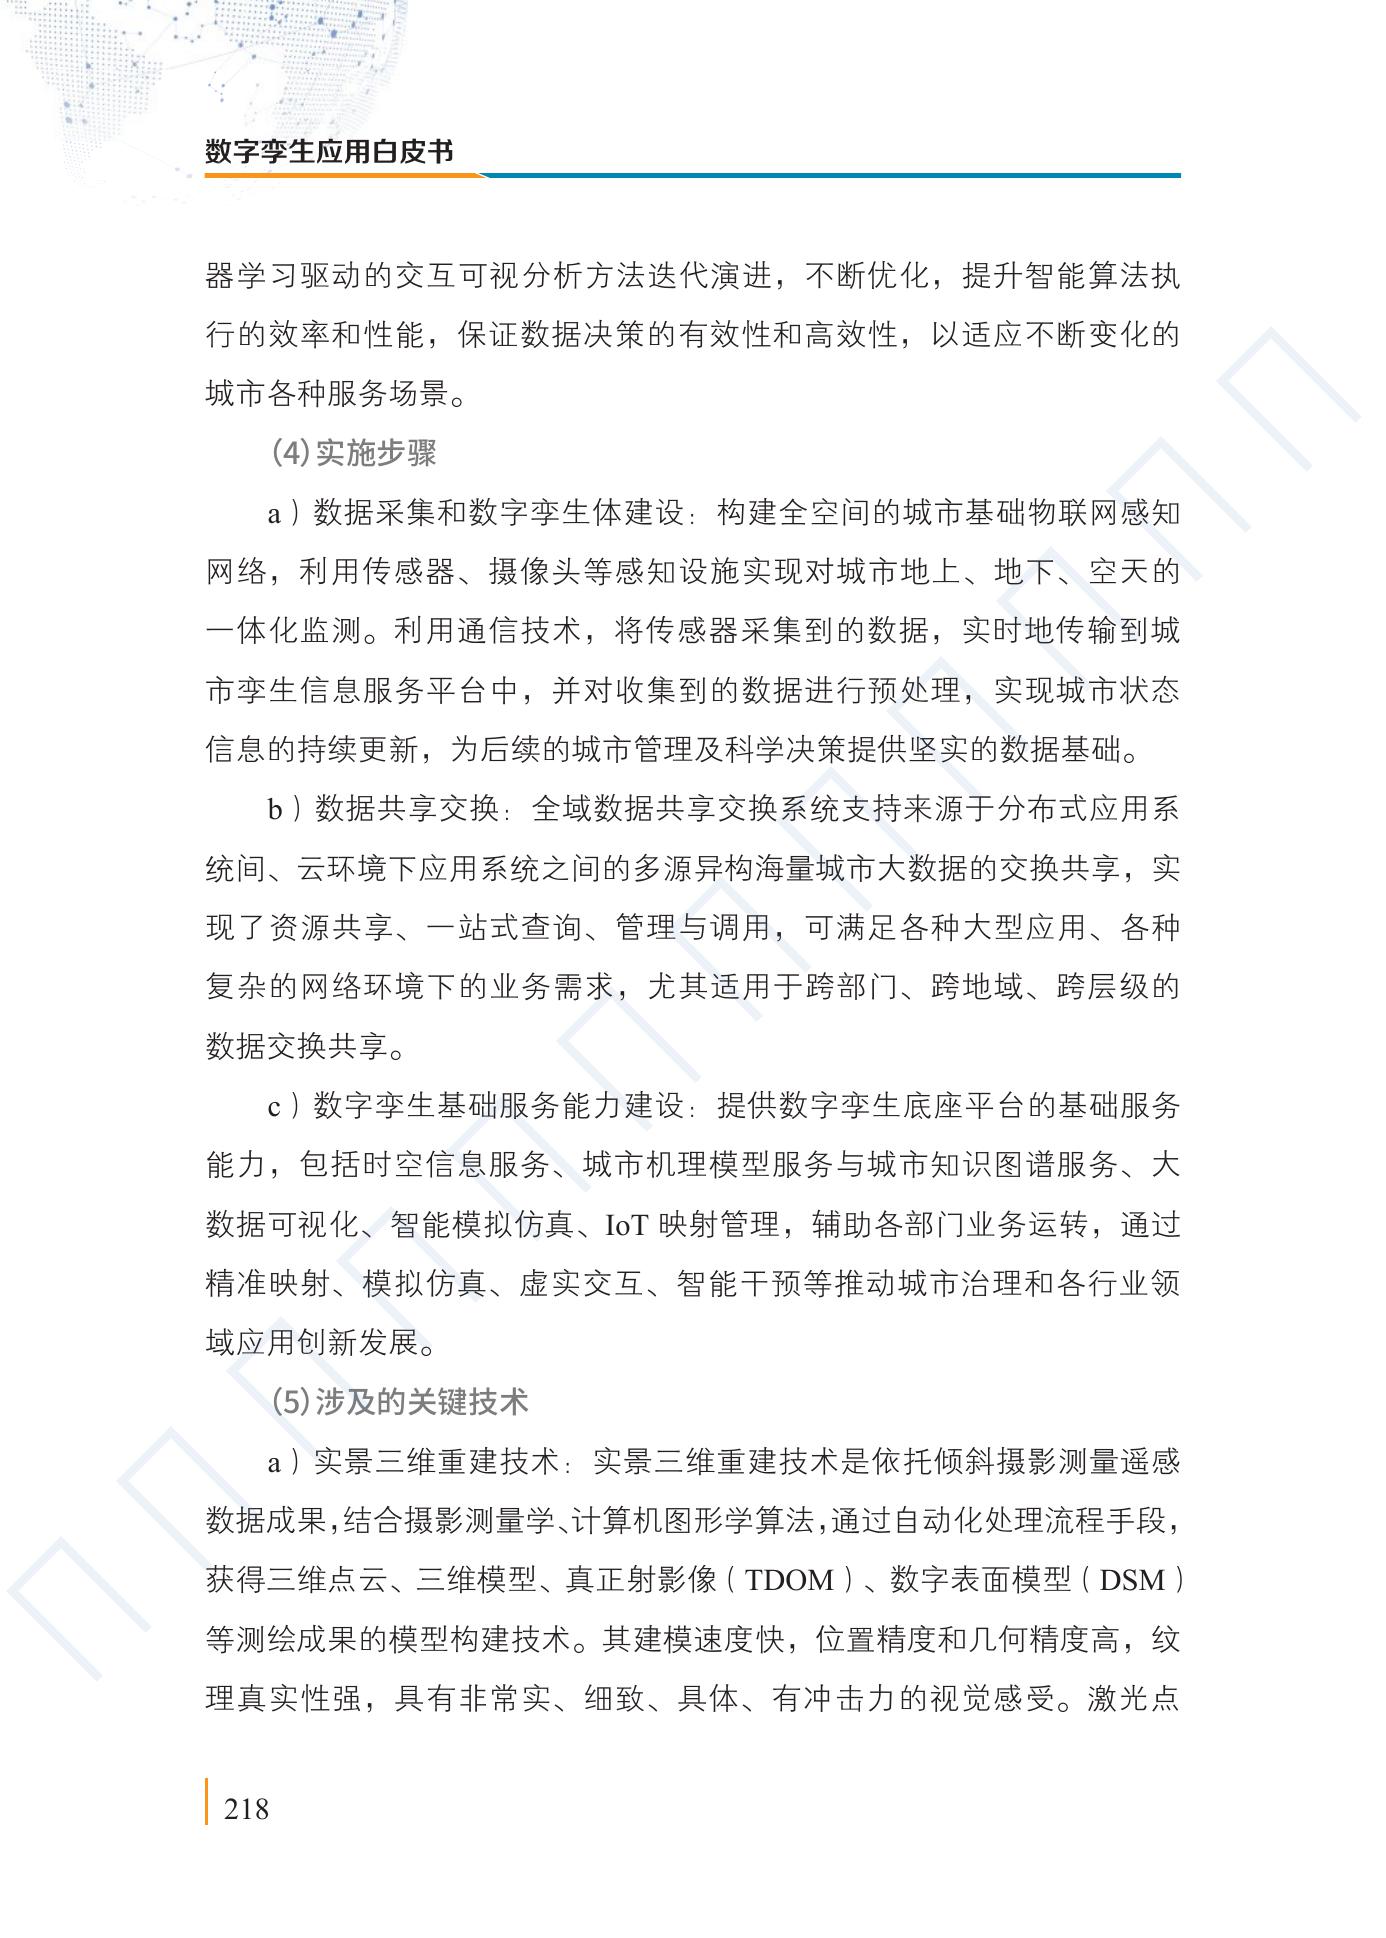 数字孪生应用白皮书
器学习驱动的交互可视分析方法迭代演进，不断优化，提升智能算法执
行的效率和性能，保证数据决策的有效性和高效性，以适应不断变化的
城市各种服务场景。
（4）实施步骤
a）数据采集和数字孪生体建设：构建全空间的城市基础物联网感知
网络，利用传感器、摄像头等感知设施实现对城市地上、地下、空天的
一体化监测。利用通信技术，将传感器采集到的数据，实时地传输到城
市孪生信息服务平台中，并对收集到的数据进行预处理，实现城市状态
信息的持续更新，为后续的城市管理及科学决策提供坚实的数据基础。
b）数据共享交换：全域数据共享交换系统支持来源于分布式应用系
统间、云环境下应用系统之间的多源异构海量城市大数据的交换共享，实
现了资源共享、一站式查询、管理与调用，可满足各种大型应用、各种
复杂的网络环境下的业务需求，尤其适用于跨部门、跨地域、跨层级的
数据交换共享。
c）数字孪生基础服务能力建设：提供数字孪生底座平台的基础服务
能力，包括时空信息服务、城市机理模型服务与城市知识图谱服务、大
数据可视化、智能模拟仿真、IoT 映射管理，辅助各部门业务运转，通过
精准映射、模拟仿真、虚实交互、智能干预等推动城市治理和各行业领
域应用创新发展。
（5）涉及的关键技术
a）实景三维重建技术：实景三维重建技术是依托倾斜摄影测量遥感
数据成果，结合摄影测量学、计算机图形学算法，通过自动化处理流程手段，
获得三维点云、三维模型、真正射影像（TDOM）、数字表面模型（DSM）
等测绘成果的模型构建技术。其建模速度快，位置精度和几何精度高，纹
理真实性强，具有非常实、细致、具体、有冲击力的视觉感受。激光点
218